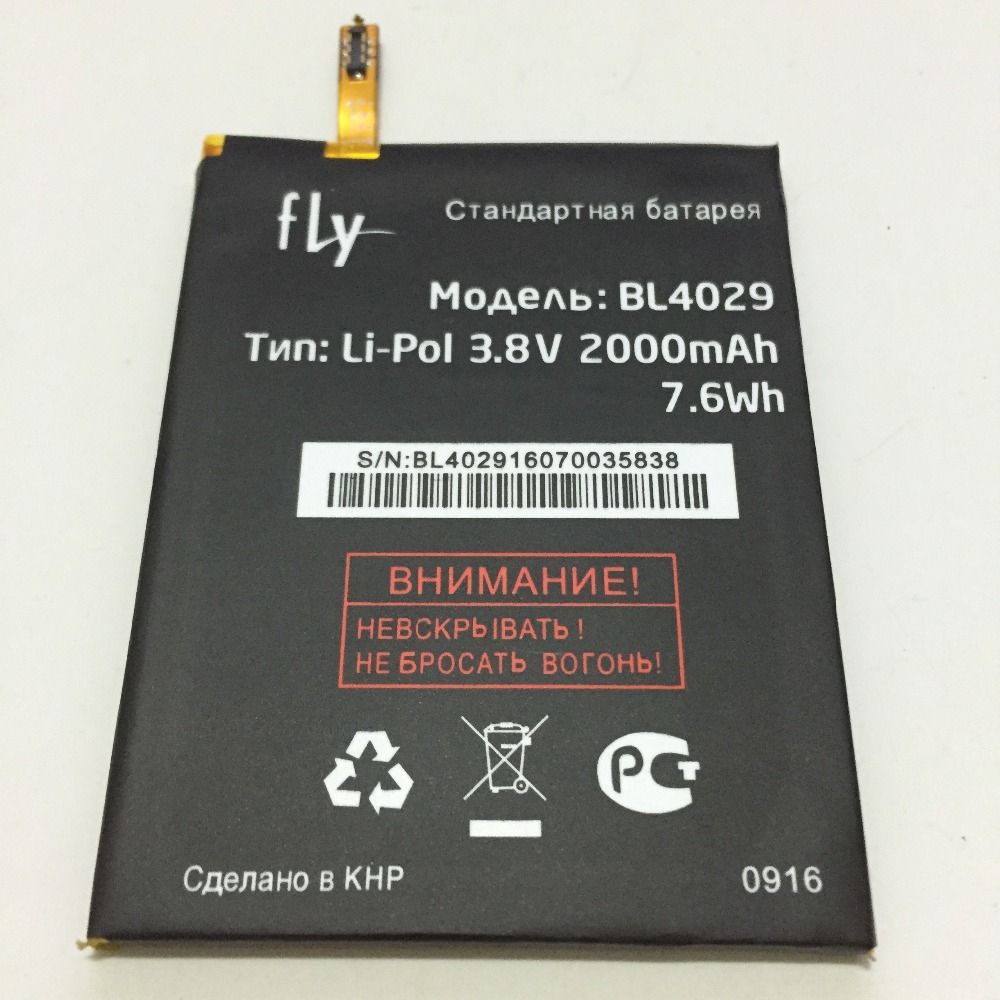 fly
Стандартная батарея
Модель: BL4029
Тип: Li-Pol 3.8V 2000mAh
7.6Wh
S/N:BL402916070035838
ВНИМАНИЕ!
НЕВСКРЫВАТЬ!
НЕ БРОСАТЬ ВОГОНЬ!
РСТ
Сделано в КНР
0916